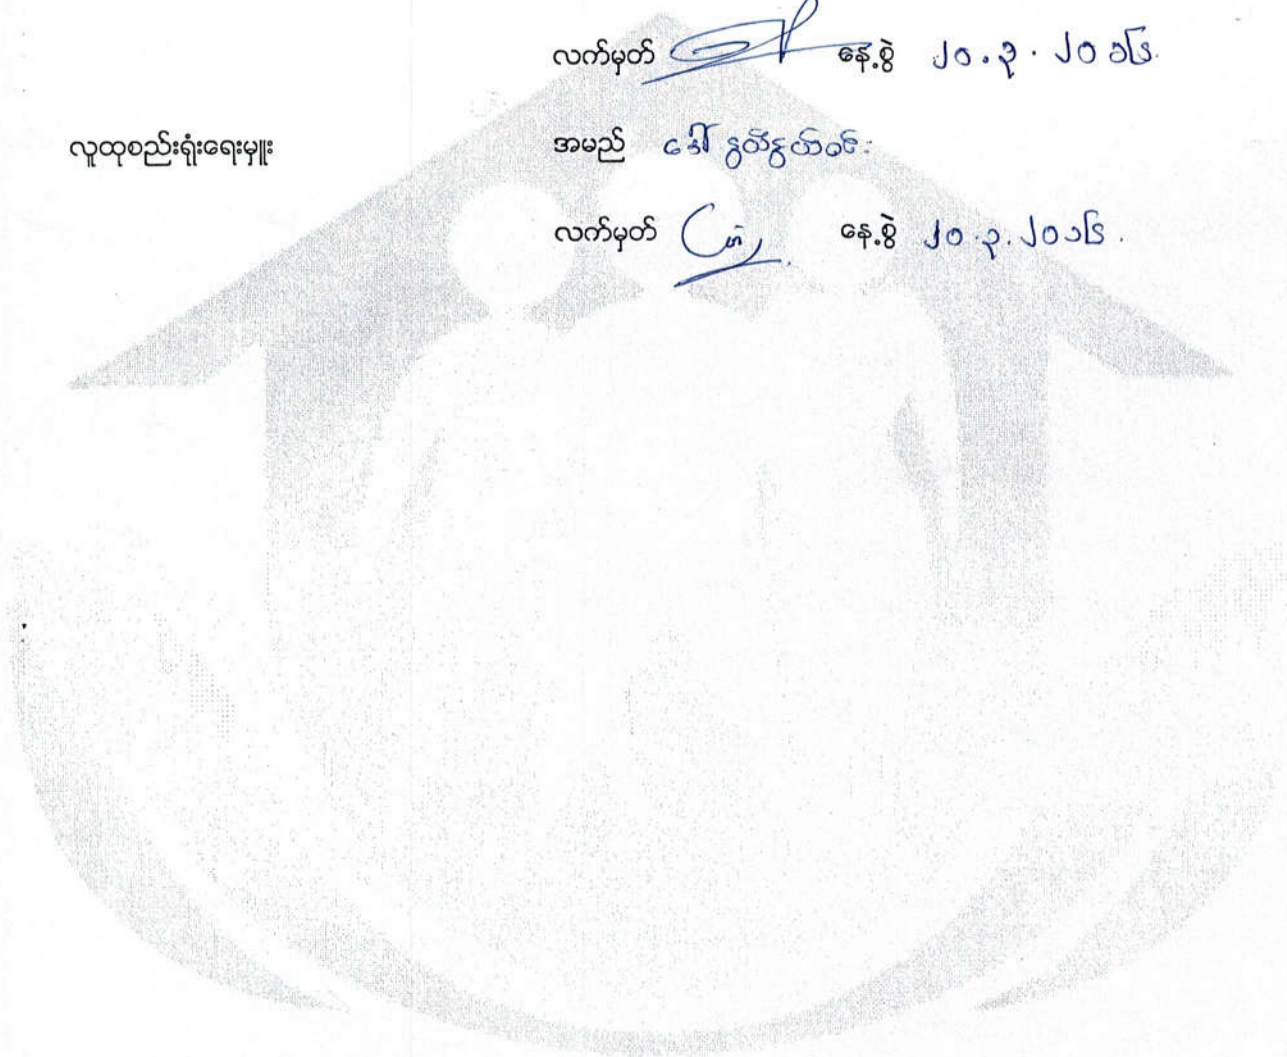 လက်မှတ် နေ့စွဲ ၂၀.၃.၂၀၁၆
လူထုစည်းရုံးရေးမှူး အမည် ဒေါ်
လက်မှတ် နေ့စွဲ ၂၀.၃.၂၀၁၆.